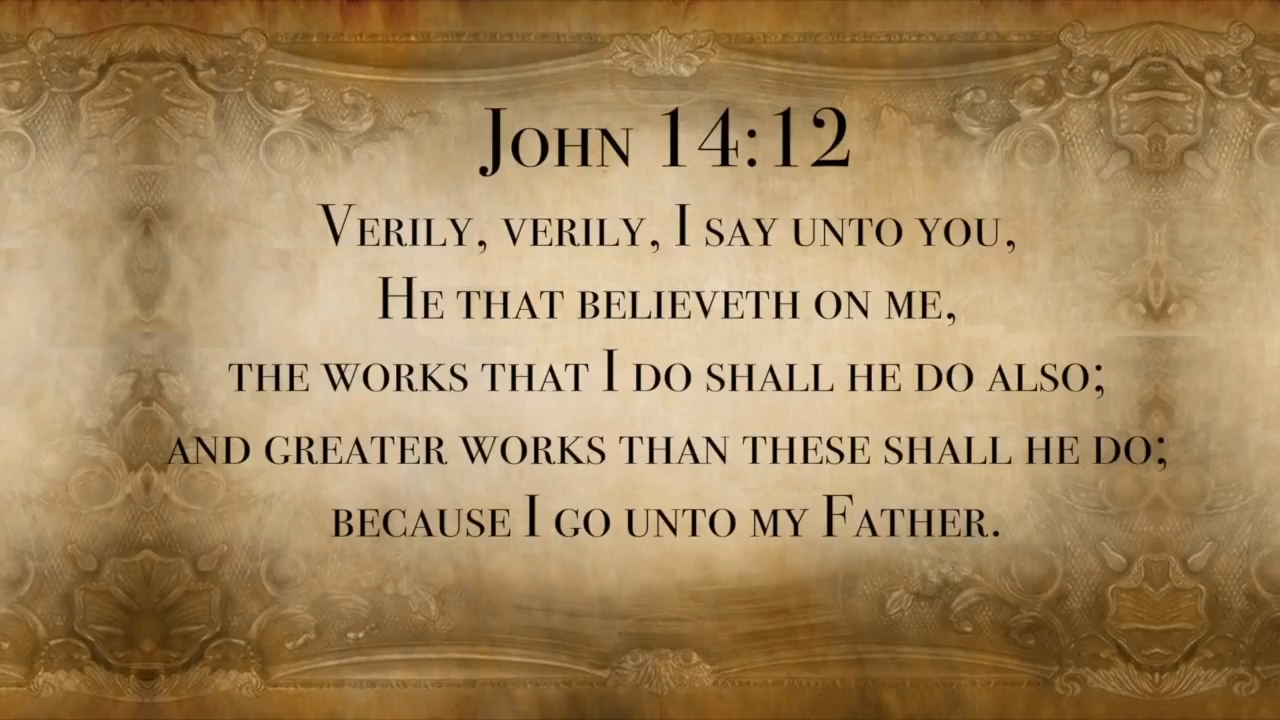 John 14:12
Verily, verily, I say unto you,
He that believeth on me,
the works that I do shall he do also;
and greater works than these shall he do;
because I go unto my Father.